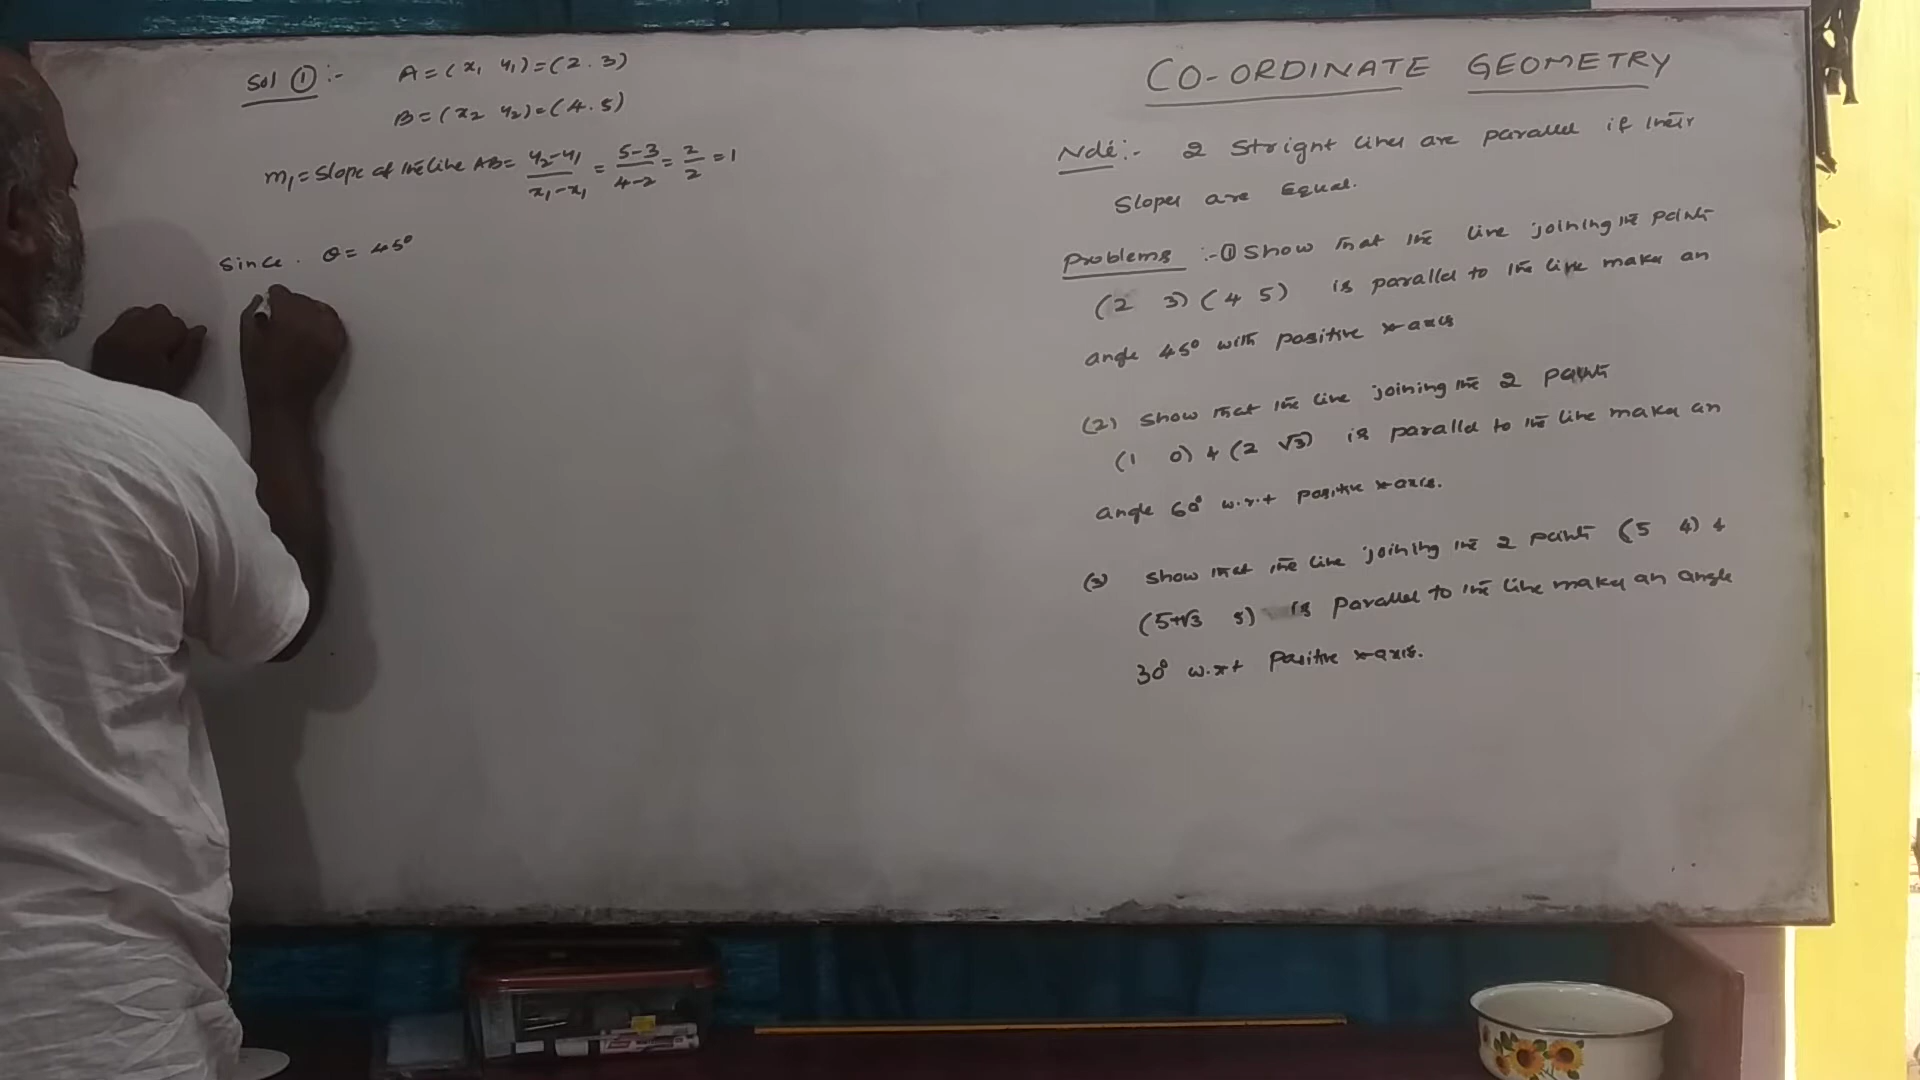 Sol ① :- A = (x₁ y₁) = (2 . 3)
B = (x₂ y₂) = (4 . 5)
m₁ = Slope of the line AB = y₂-y₁/x₁-x₁ = 5-3/4-2 = 2/2 = 1
Since . θ = 45°
CO-ORDINATE GEOMETRY
Note :- 2 Stright lines are parallel if their
Slopes are Equal.
Problems :- ① Show that the line joining the points
(2 3) (4 5) is parallel to the line makes an
angle 45° with positive x-axis
(2) Show that the line joining the 2 points
(1 0) & (2 √3) is parallel to the line makes an
angle 60° w.r.t positive x-axis.
(3) Show that the line joining the 2 points (5 4) &
(5+√3 5) is parallel to the line makes an angle
30° w.r.t Positive x-axis.